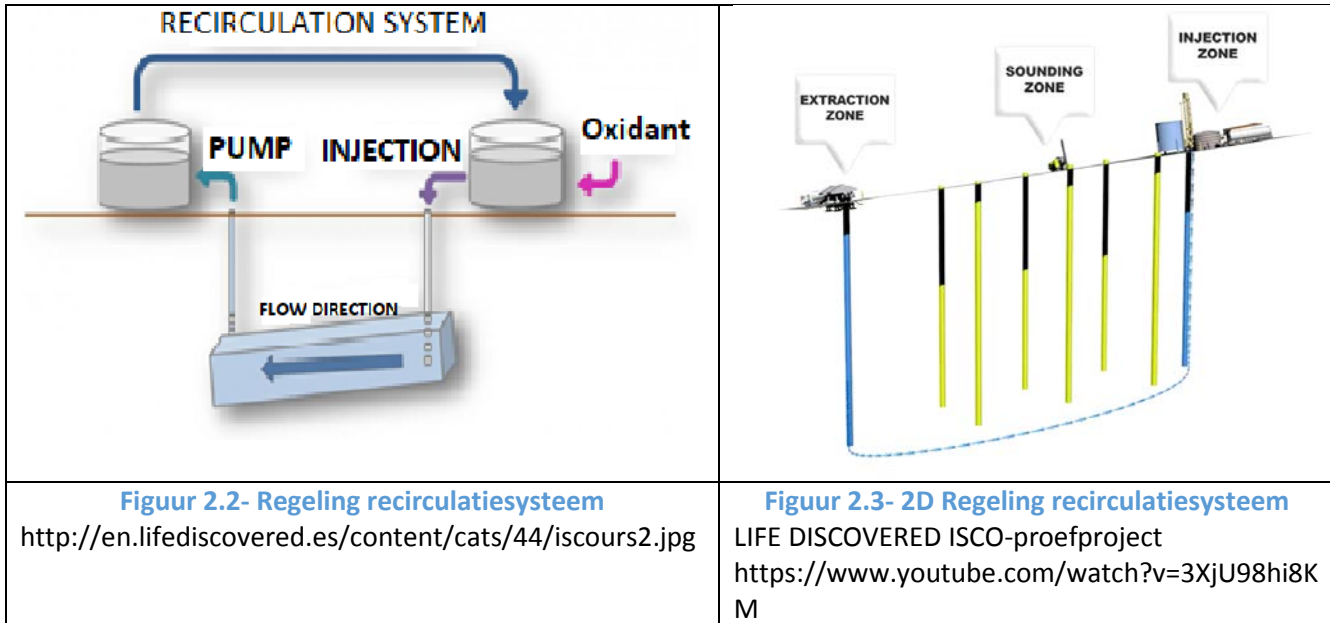 RECIRCULATION SYSTEM
PUMP
INJECTION
Oxidant
FLOW DIRECTION
Figuur 2.2- Regeling recirculatiesysteem
http://en.lifediscovered.es/content/cats/44/iscours2.jpg
EXTRACTION
ZONE
SOUNDING
ZONE
INJECTION
ZONE
Figuur 2.3- 2D Regeling recirculatiesysteem
LIFE DISCOVERED ISCO-proefproject
https://www.youtube.com/watch?v=3XjU98hi8K
M